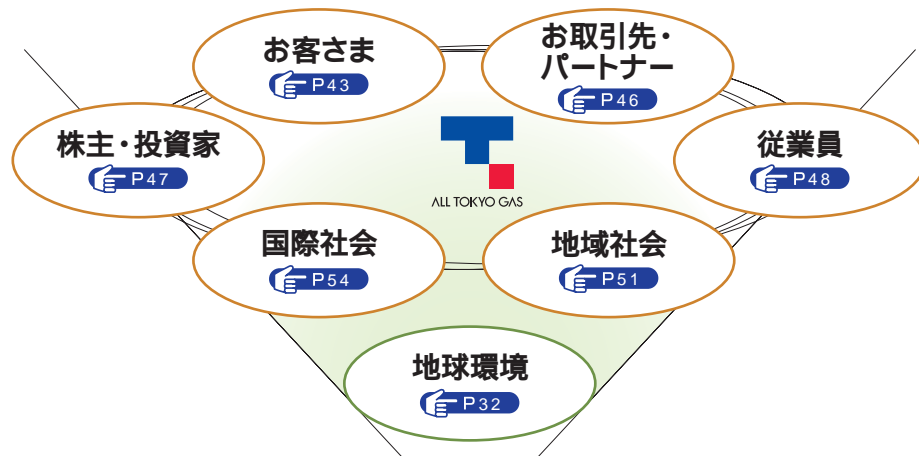 お客さま
P43
お取引先・
パートナー
P46
株主・投資家
P47
従業員
P48
ALL TOKYO GAS
国際社会
P54
地域社会
P51
地球環境
P32